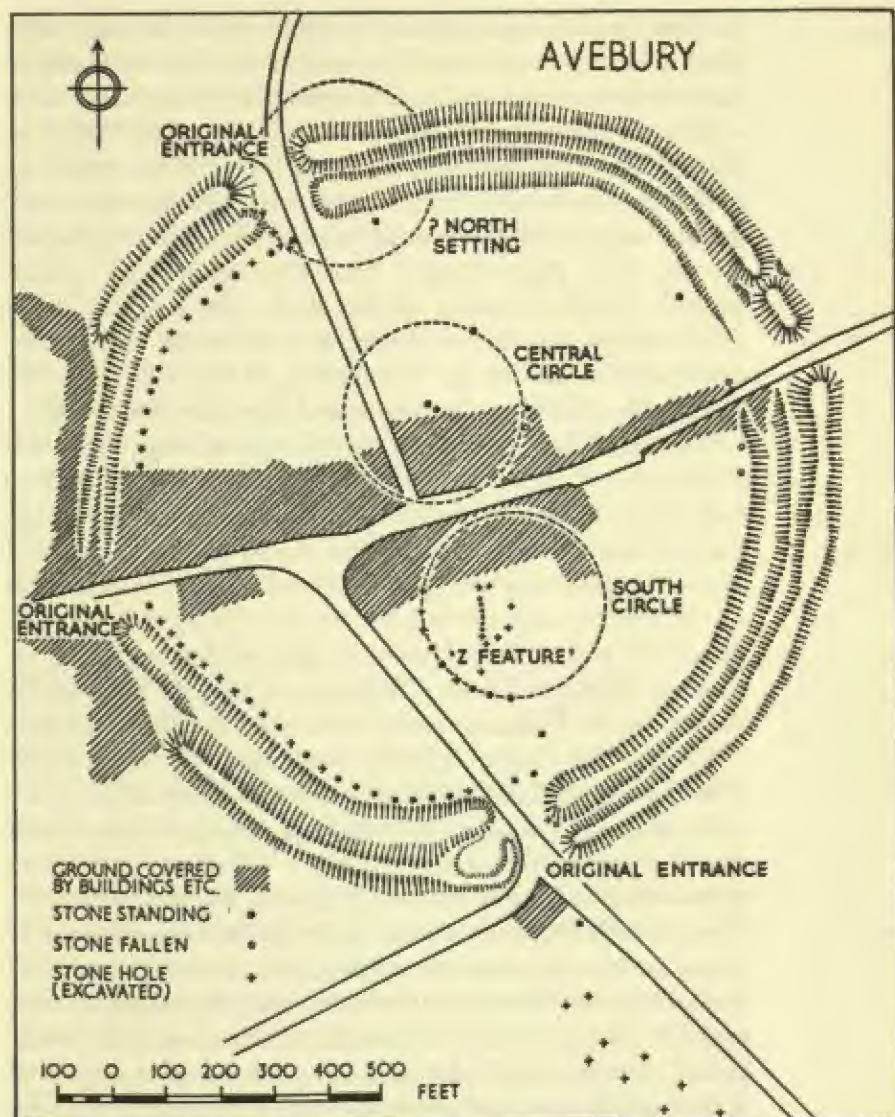 AVEBURY
ORIGINAL
ENTRANCE
? NORTH
SETTING
CENTRAL
CIRCLE
ORIGINAL
ENTRANCE
SOUTH
CIRCLE
'Z FEATURE'
ORIGINAL ENTRANCE
GROUND COVERED
BY BUILDINGS ETC.
STONE STANDING
STONE FALLEN
STONE HOLE
(EXCAVATED)
100 0 100 200 300 400 500
FEET